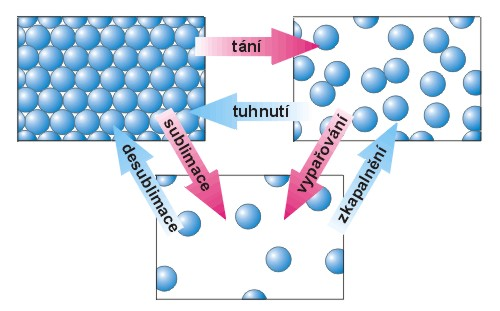 tání
tuhnutí
sublimace
desublimace
vypařování
zkapalnění